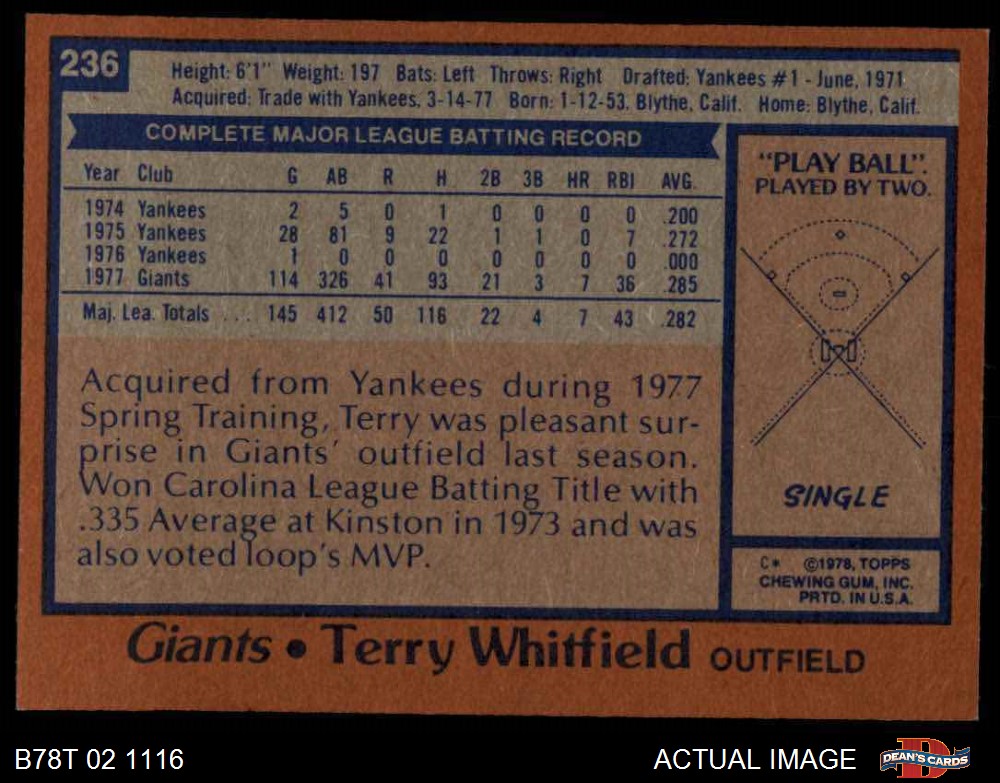 236
Height: 6'1" Weight: 197 Bats: Left Throws: Right Drafted: Yankees #1 - June, 1971
Acquired: Trade with Yankees, 3-14-77 Born: 1-12-53, Blythe, Calif. Home: Blythe, Calif.
COMPLETE MAJOR LEAGUE BATTING RECORD
Year Club G AB R H 2B 3B HR RBI AVG.
1974 Yankees 2 5 0 1 0 0 0 0 .200
1975 Yankees 28 81 9 22 1 1 0 7 .272
1976 Yankees 1 0 0 0 0 0 0 0 .000
1977 Giants 114 326 41 93 21 3 7 36 .285
Maj. Lea. Totals . . . 145 412 50 116 22 4 7 43 .282
Acquired from Yankees during 1977
Spring Training, Terry was pleasant sur-
prise in Giants' outfield last season.
Won Carolina League Batting Title with
.335 Average at Kinston in 1973 and was
also voted loop's MVP.
"PLAY BALL".
PLAYED BY TWO.
SINGLE
C* ©1978, TOPPS
CHEWING GUM, INC.
PRTD. IN U.S.A.
Giants • Terry Whitfield OUTFIELD
B78T 02 1116
ACTUAL IMAGE
D
DEAN'S CARDS